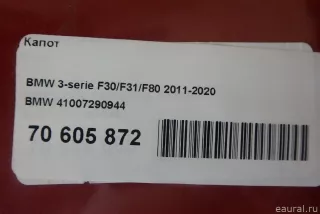 Капот
BMW 3-serie F30/F31/F80 2011-2020
BMW 41007290944
70 605 872
eaural.ru